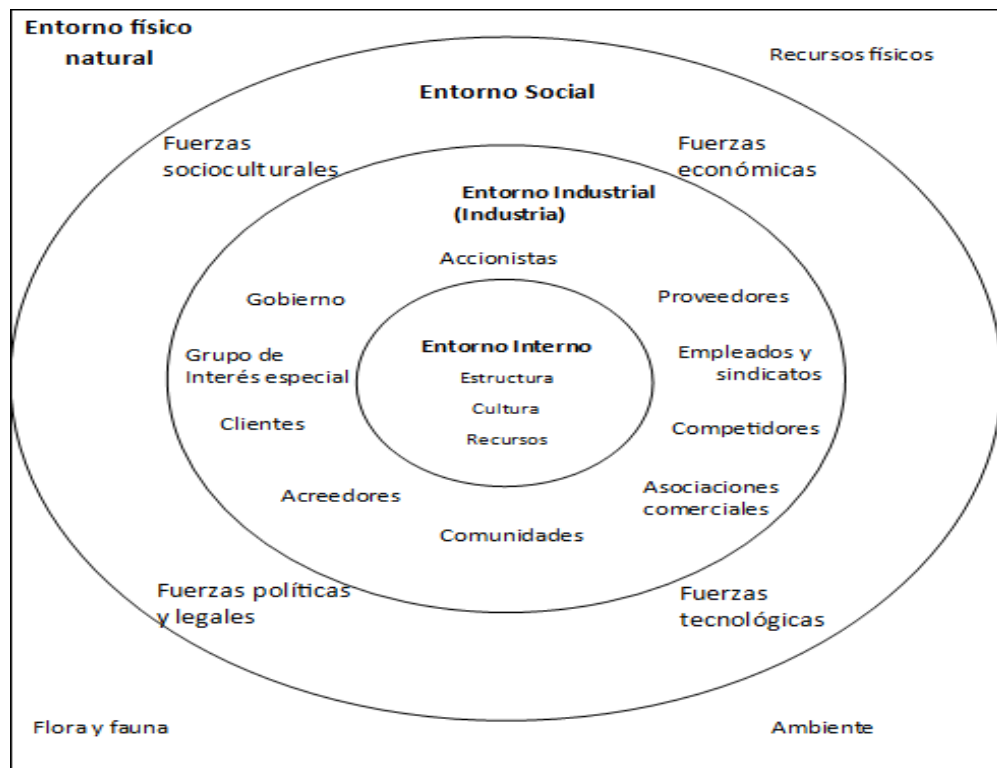 Entorno físico
natural
Recursos físicos
Entorno Social
Fuerzas
socioculturales
Fuerzas
económicas
Entorno Industrial
(Industria)
Accionistas
Gobierno
Proveedores
Entorno Interno
Grupo de
Interés especial
Empleados y
sindicatos
Estructura
Cultura
Recursos
Clientes
Competidores
Acreedores
Asociaciones
comerciales
Comunidades
Fuerzas políticas
y legales
Fuerzas
tecnológicas
Flora y fauna
Ambiente